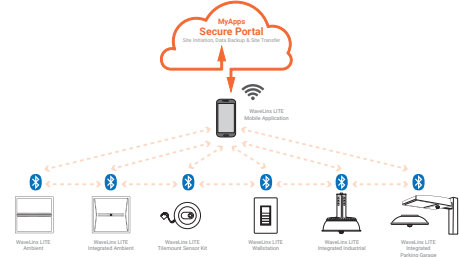 MyApps
Secure Portal
Site Initiation, Data Backup & Site Transfer
WaveLinx LITE
Mobile Application
WaveLinx LITE
Ambient
WaveLinx LITE
Integrated Ambient
WaveLinx LITE
Tilemount Sensor Kit
WaveLinx LITE
Wallstation
WaveLinx LITE
Integrated Industrial
WaveLinx LITE
Integrated
Parking Garage